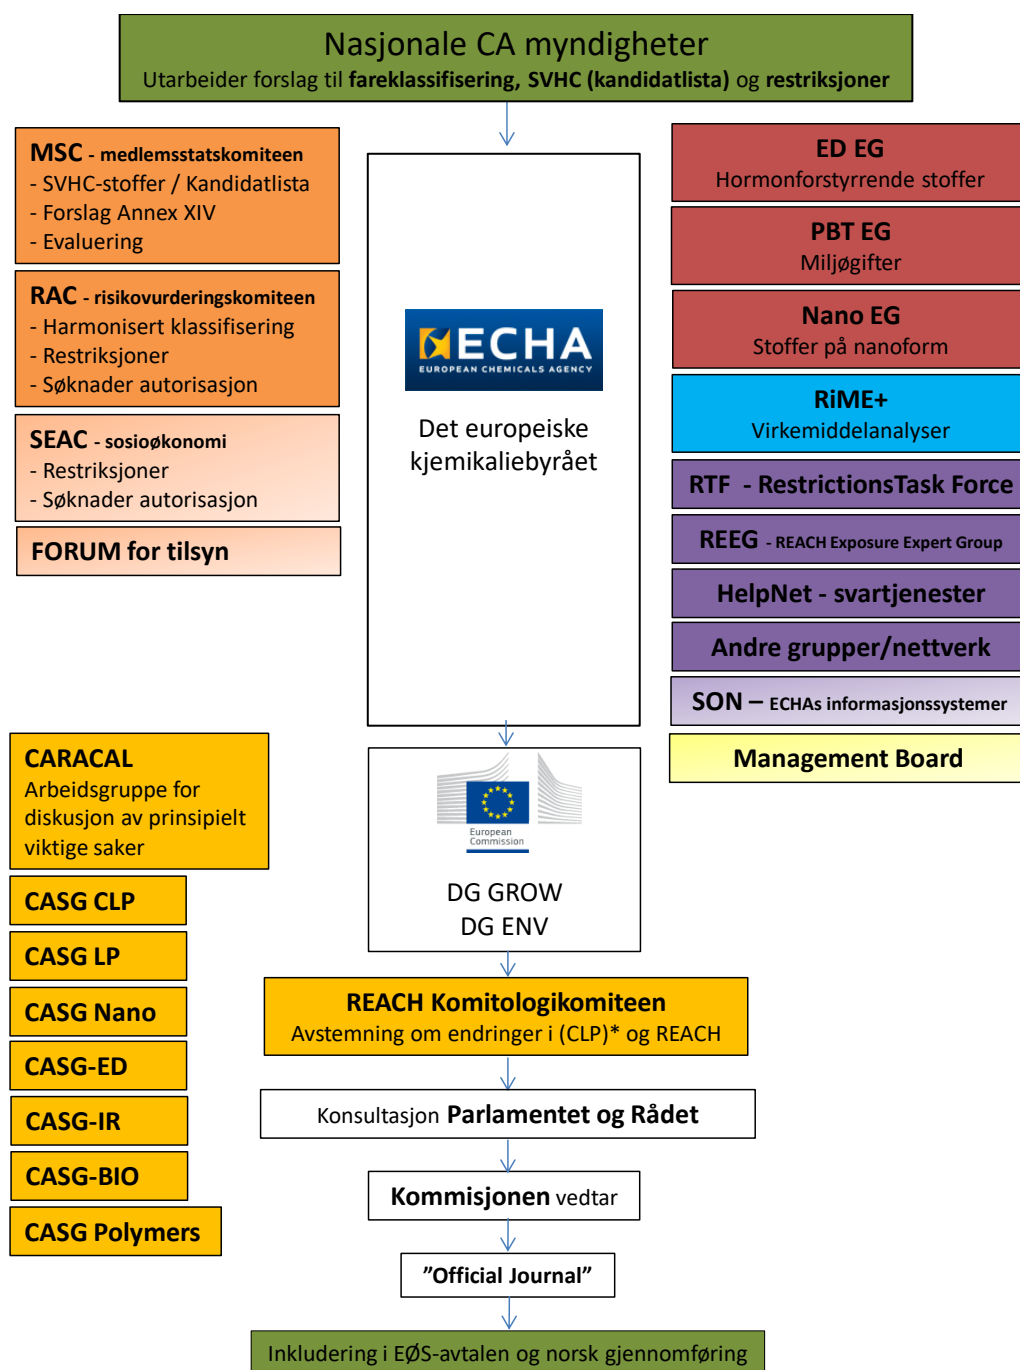 Nasjonale CA myndigheter
Utarbeider forslag til fareklassifisering, SVHC (kandidatlista) og restriksjoner
MSC - medlemsstatskomiteen
- SVHC-stoffer / Kandidatlista
- Forslag Annex XIV
- Evaluering
RAC - risikovurderingskomiteen
- Harmonisert klassifisering
- Restriksjoner
- Søknader autorisasjon
SEAC - sosioøkonomi
- Restriksjoner
- Søknader autorisasjon
FORUM for tilsyn
ECHA
EUROPEAN CHEMICALS AGENCY
Det europeiske
kjemikaliebyrået
ED EG
Hormonforstyrrende stoffer
PBT EG
Miljøgifter
Nano EG
Stoffer på nanoform
RiME+
Virkemiddelanalyser
RTF - RestrictionsTask Force
REEG - REACH Exposure Expert Group
HelpNet - svartjenester
Andre grupper/nettverk
SON – ECHAs informasjonssystemer
Management Board
CARACAL
Arbeidsgruppe for
diskusjon av prinsipielt
viktige saker
CASG CLP
CASG LP
CASG Nano
CASG-ED
CASG-IR
CASG-BIO
CASG Polymers
European
Commission
DG GROW
DG ENV
REACH Komitologikomiteen
Avstemning om endringer i (CLP)* og REACH
Konsultasjon Parlamentet og Rådet
Kommisjonen vedtar
”Official Journal”
Inkludering i EØS-avtalen og norsk gjennomføring